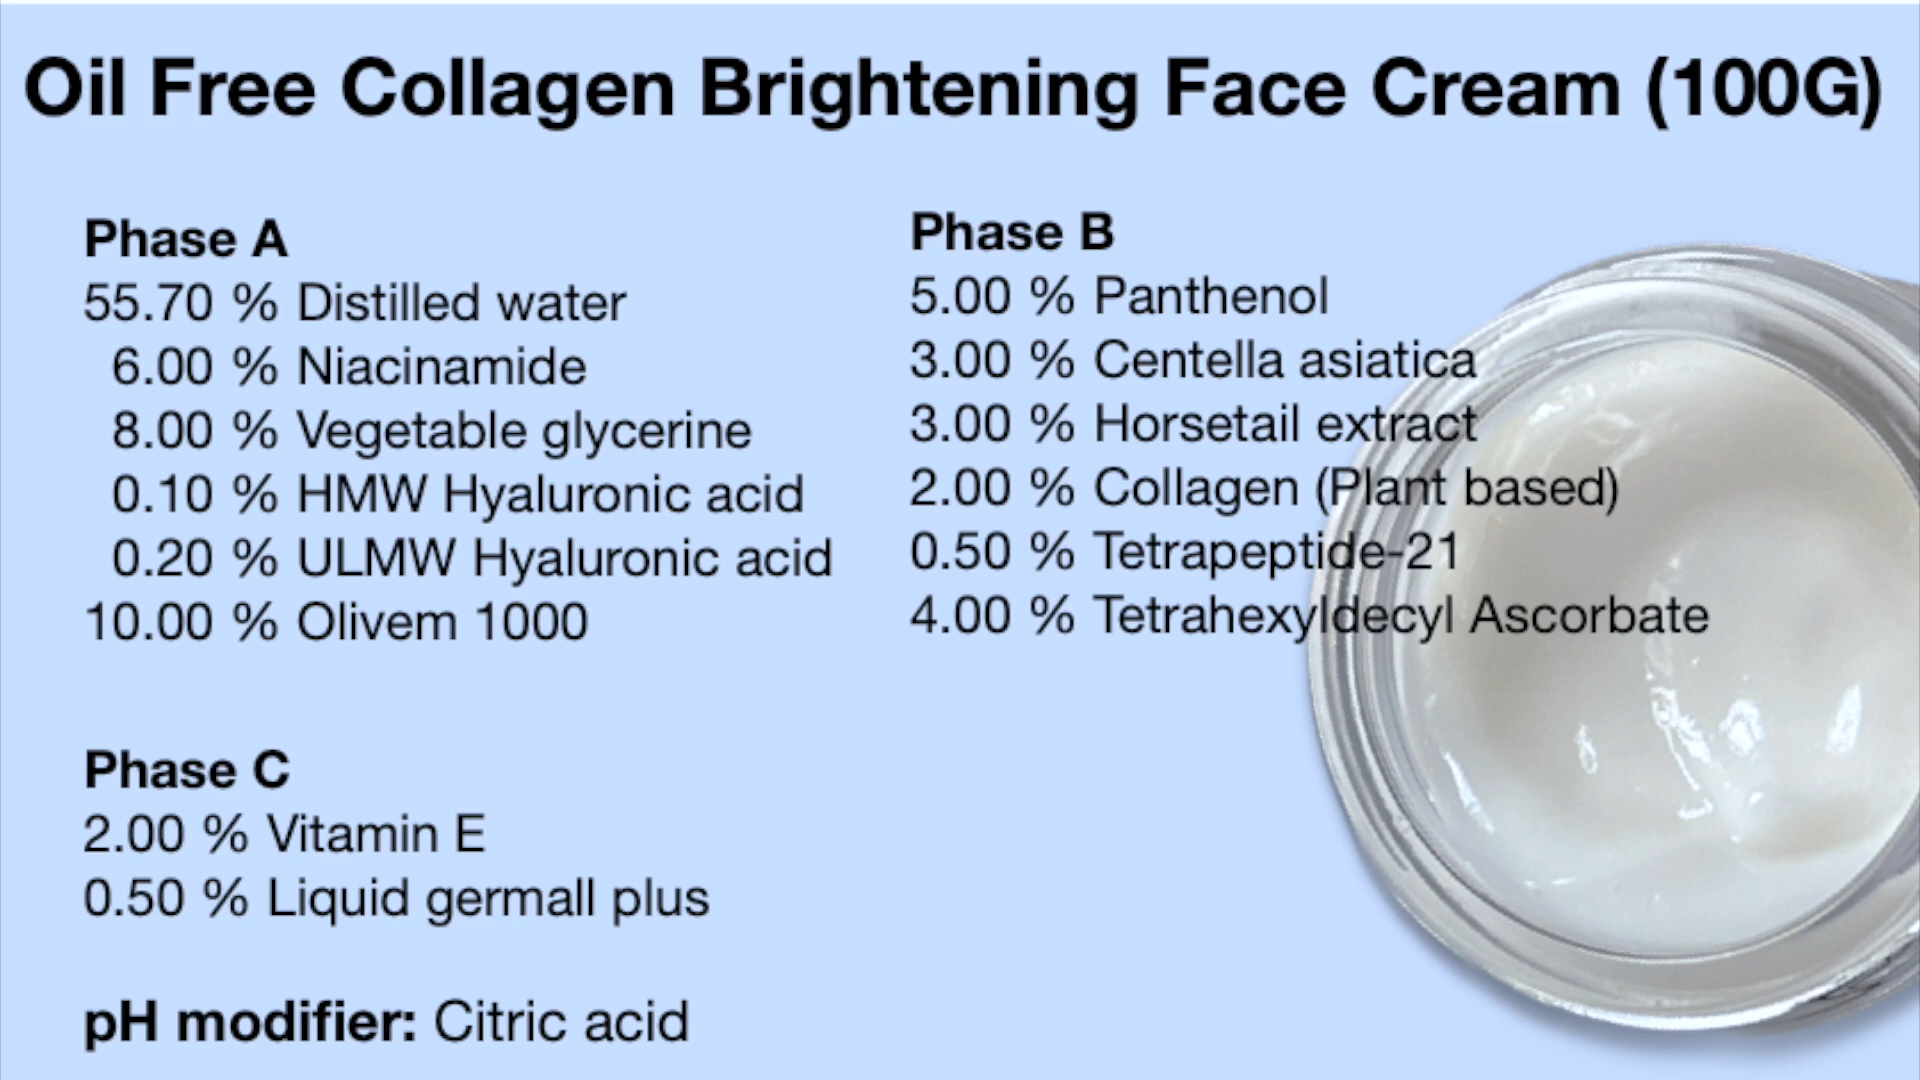 Oil Free Collagen Brightening Face Cream (100G)
Phase A
55.70 % Distilled water
6.00 % Niacinamide
8.00 % Vegetable glycerine
0.10 % HMW Hyaluronic acid
0.20 % ULMW Hyaluronic acid
10.00 % Olivem 1000
Phase B
5.00 % Panthenol
3.00 % Centella asiatica
3.00 % Horsetail extract
2.00 % Collagen (Plant based)
0.50 % Tetrapeptide-21
4.00 % Tetrahexyldecyl Ascorbate
Phase C
2.00 % Vitamin E
0.50 % Liquid germall plus
pH modifier: Citric acid